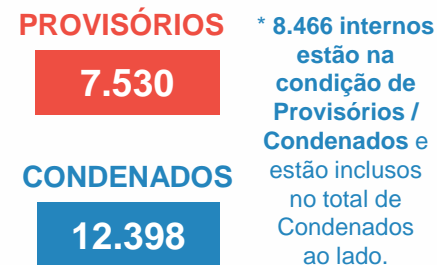 PROVISÓRIOS
7.530
CONDENADOS
12.398
* 8.466 internos
estão na
condição de
Provisórios /
Condenados e
estão inclusos
no total de
Condenados
ao lado.